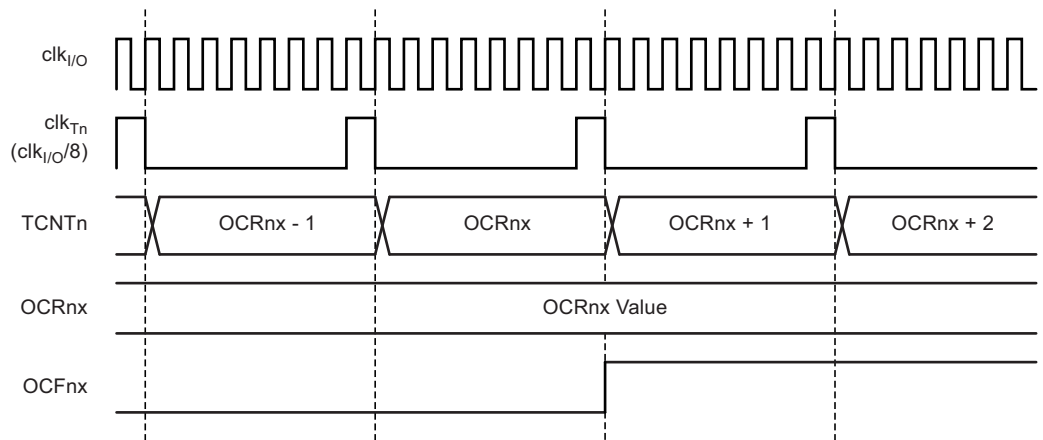 clkI/O
clkTn
(clkI/O/8)
TCNTn
OCRnx - 1
OCRnx
OCRnx + 1
OCRnx + 2
OCRnx
OCRnx Value
OCFnx